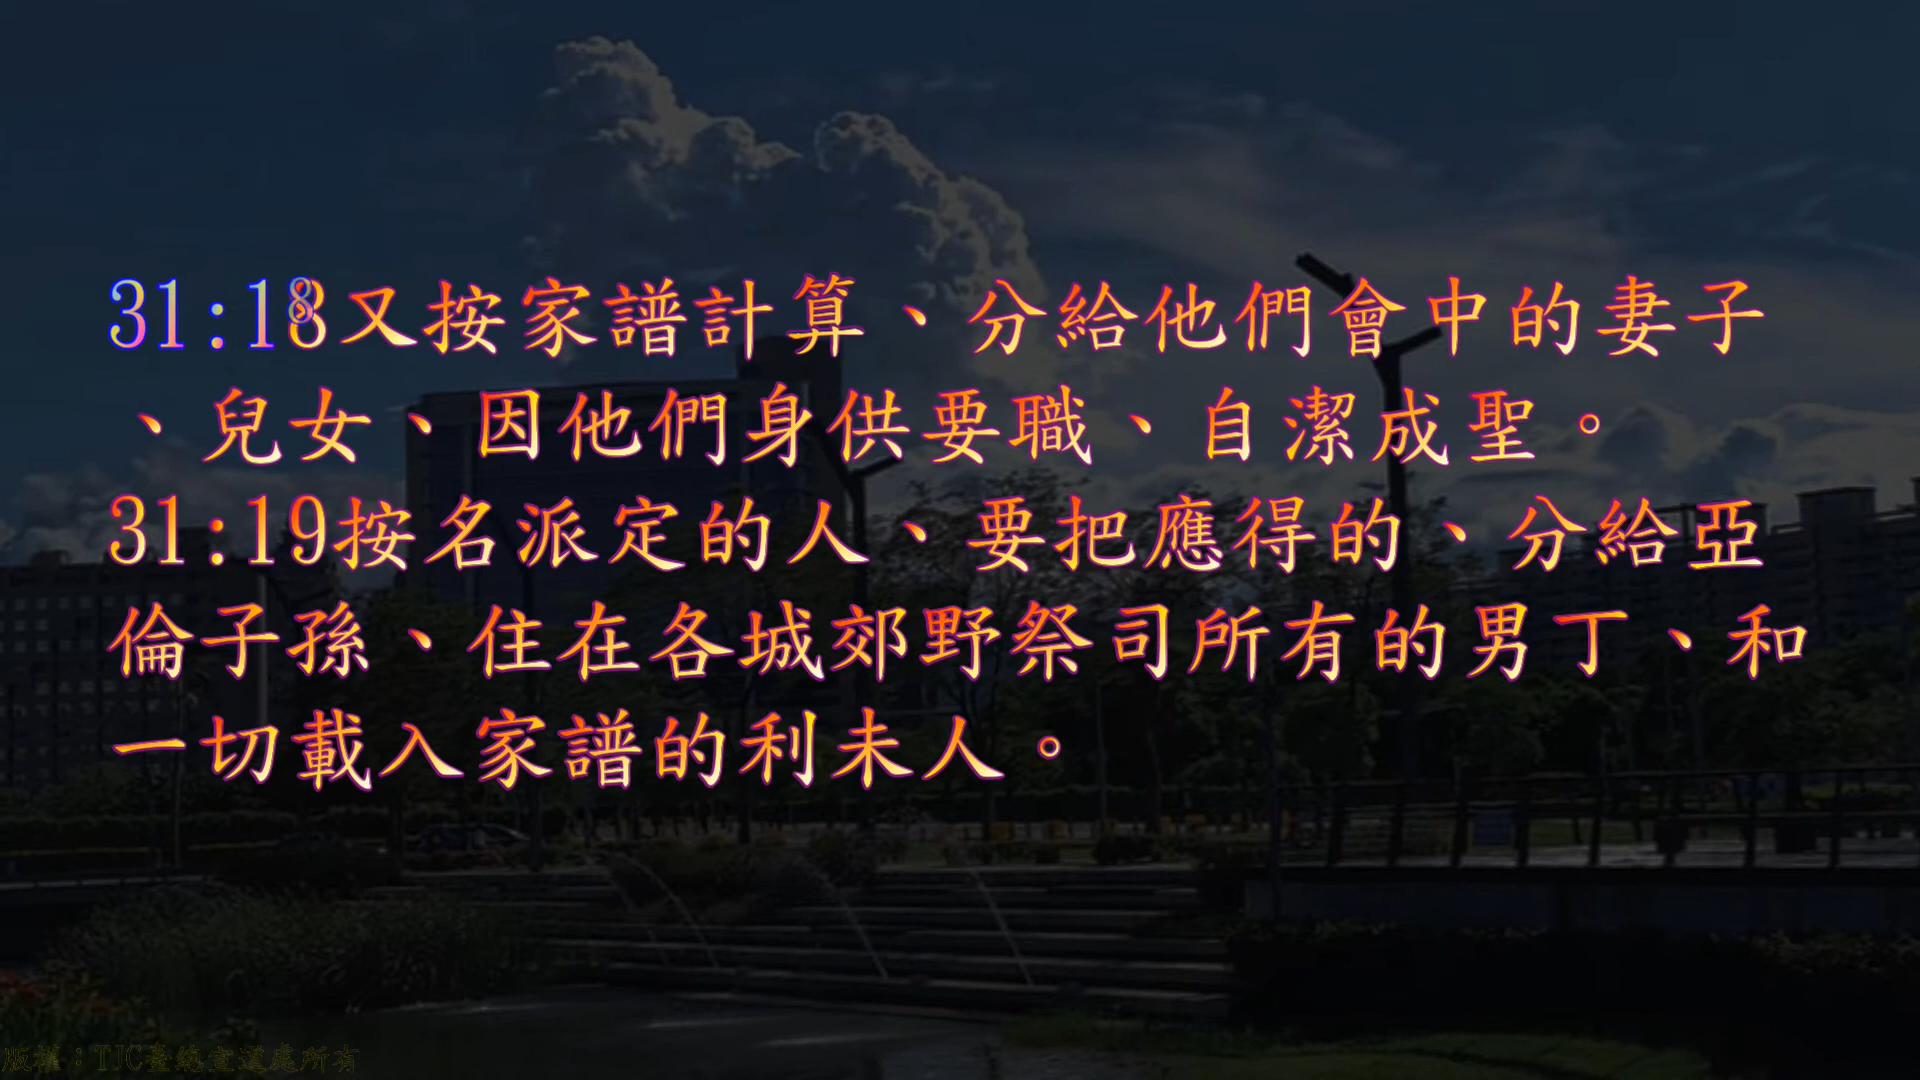 31:18又按家譜計算、分給他們會中的妻子
、兒女、因他們身供要職、自潔成聖。
31:19按名派定的人、要把應得的、分給亞
倫子孫、住在各城郊野祭司所有的男丁、和
一切載入家譜的利未人。
版權：TJC臺總宣道處所有